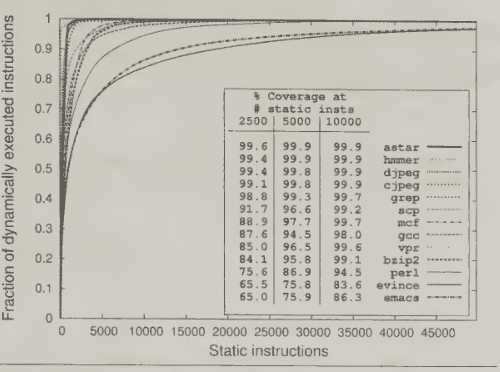 Fraction of dynamically executed instructions
1
0.9
0.8
0.7
0.6
0.5
0.4
0.3
0.2
0.1
0
% Coverage at
# static insts
2500 | 5000 | 10000
99.6 | 99.9 | 99.9 astar
99.4 | 99.9 | 99.9 hmmer
99.4 | 99.8 | 99.9 djpeg
99.1 | 99.8 | 99.9 cjpeg
98.8 | 99.3 | 99.7 grep
91.7 | 96.6 | 99.2 scp
88.9 | 97.7 | 99.7 mcf
87.6 | 94.5 | 98.0 gcc
85.0 | 96.5 | 99.6 vpr
84.1 | 95.8 | 99.1 bzip2
75.6 | 86.9 | 94.5 perl
65.5 | 75.8 | 83.6 evince
65.0 | 75.9 | 86.3 emacs
0 5000 10000 15000 20000 25000 30000 35000 40000 45000
Static instructions